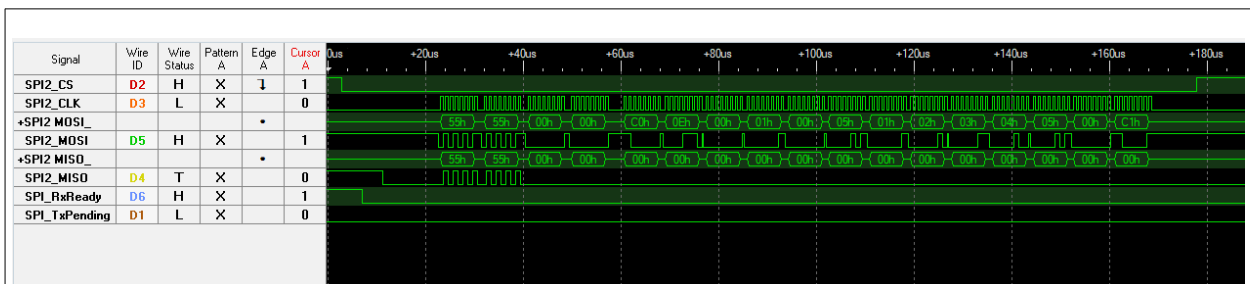 Signal Wire ID Wire Status Pattern A Edge A Cursor A 0us +20us +40us +60us +80us +100us +120us +140us +160us +180us
SPI2_CS D2 H X 1
SPI2_CLK D3 L X 0
+SPI2 MOSI_ 55h 55h 00h 00h C0h 0Eh 00h 01h 00h 05h 01h 02h 03h 04h 05h 00h C1h
SPI2_MOSI D5 H X 1
+SPI2 MISO_ 55h 55h 00h 00h 00h 00h 00h 00h 00h 00h 00h 00h 00h 00h 00h 00h 00h
SPI2_MISO D4 T X 0
SPI_RxReady D6 H X 1
SPI_TxPending D1 L X 0